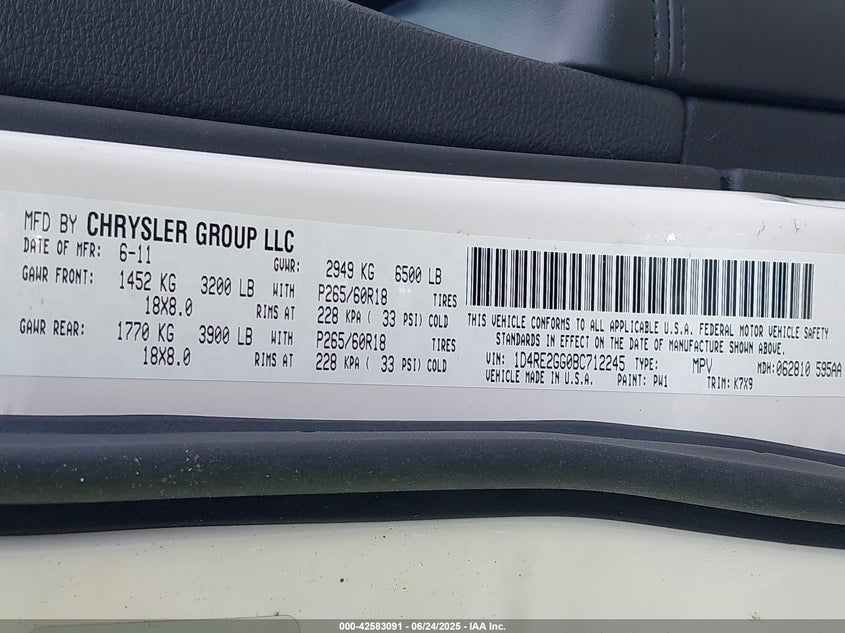 MFD BY CHRYSLER GROUP LLC
DATE OF MFR: 6-11 GVWR: 2949 KG 6500 LB
GAWR FRONT: 1452 KG 3200 LB WITH P265/60R18 TIRES
18X8.0 RIMS AT 228 KPA ( 33 PSI) COLD
GAWR REAR: 1770 KG 3900 LB WITH P265/60R18 TIRES
18X8.0 RIMS AT 228 KPA ( 33 PSI) COLD
THIS VEHICLE CONFORMS TO ALL APPLICABLE U.S.A. FEDERAL MOTOR VEHICLE SAFETY
STANDARDS IN EFFECT ON THE DATE OF MANUFACTURE SHOWN ABOVE.
VIN: 1D4RE2GG0BC712245 TYPE: MPV MDH: 062810 595AA
VEHICLE MADE IN U.S.A. PAINT: PW1 TRIM: K7X9
000-42583091 - 06/24/2025 - IAA Inc.